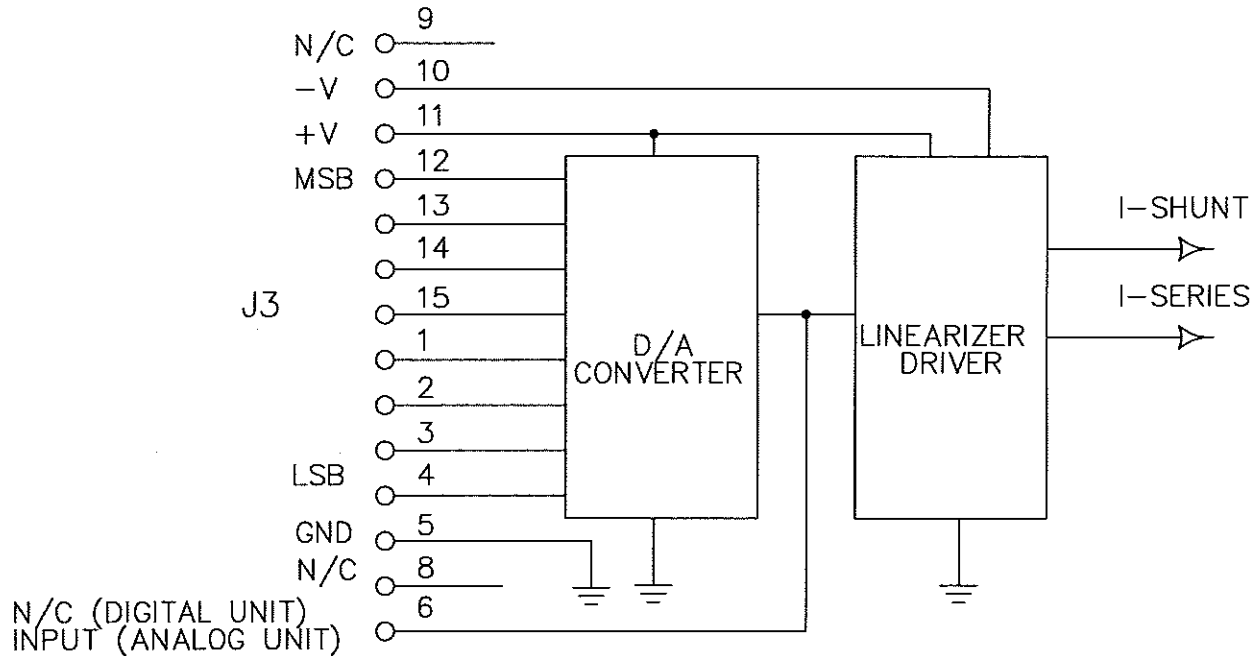 N/C 9
-V 10
+V 11
MSB 12
13
14
J3
15
1
2
3
LSB 4
GND 5
N/C 8
N/C (DIGITAL UNIT)
INPUT (ANALOG UNIT) 6
D/A
CONVERTER
LINEARIZER
DRIVER
I-SHUNT
I-SERIES